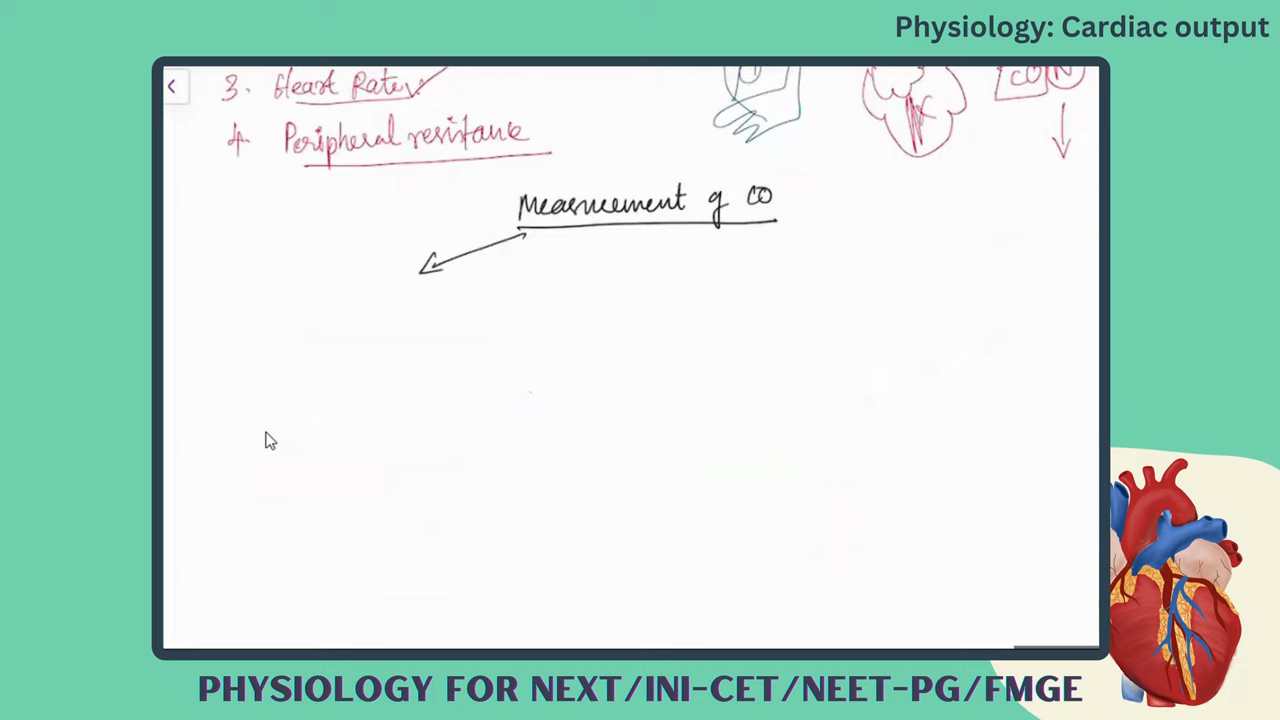 Physiology: Cardiac output
3. Heart Rate
CO
4 Peripheral resistance
Measurement of CO
PHYSIOLOGY FOR NEXT/INI-CET/NEET-PG/FMGE